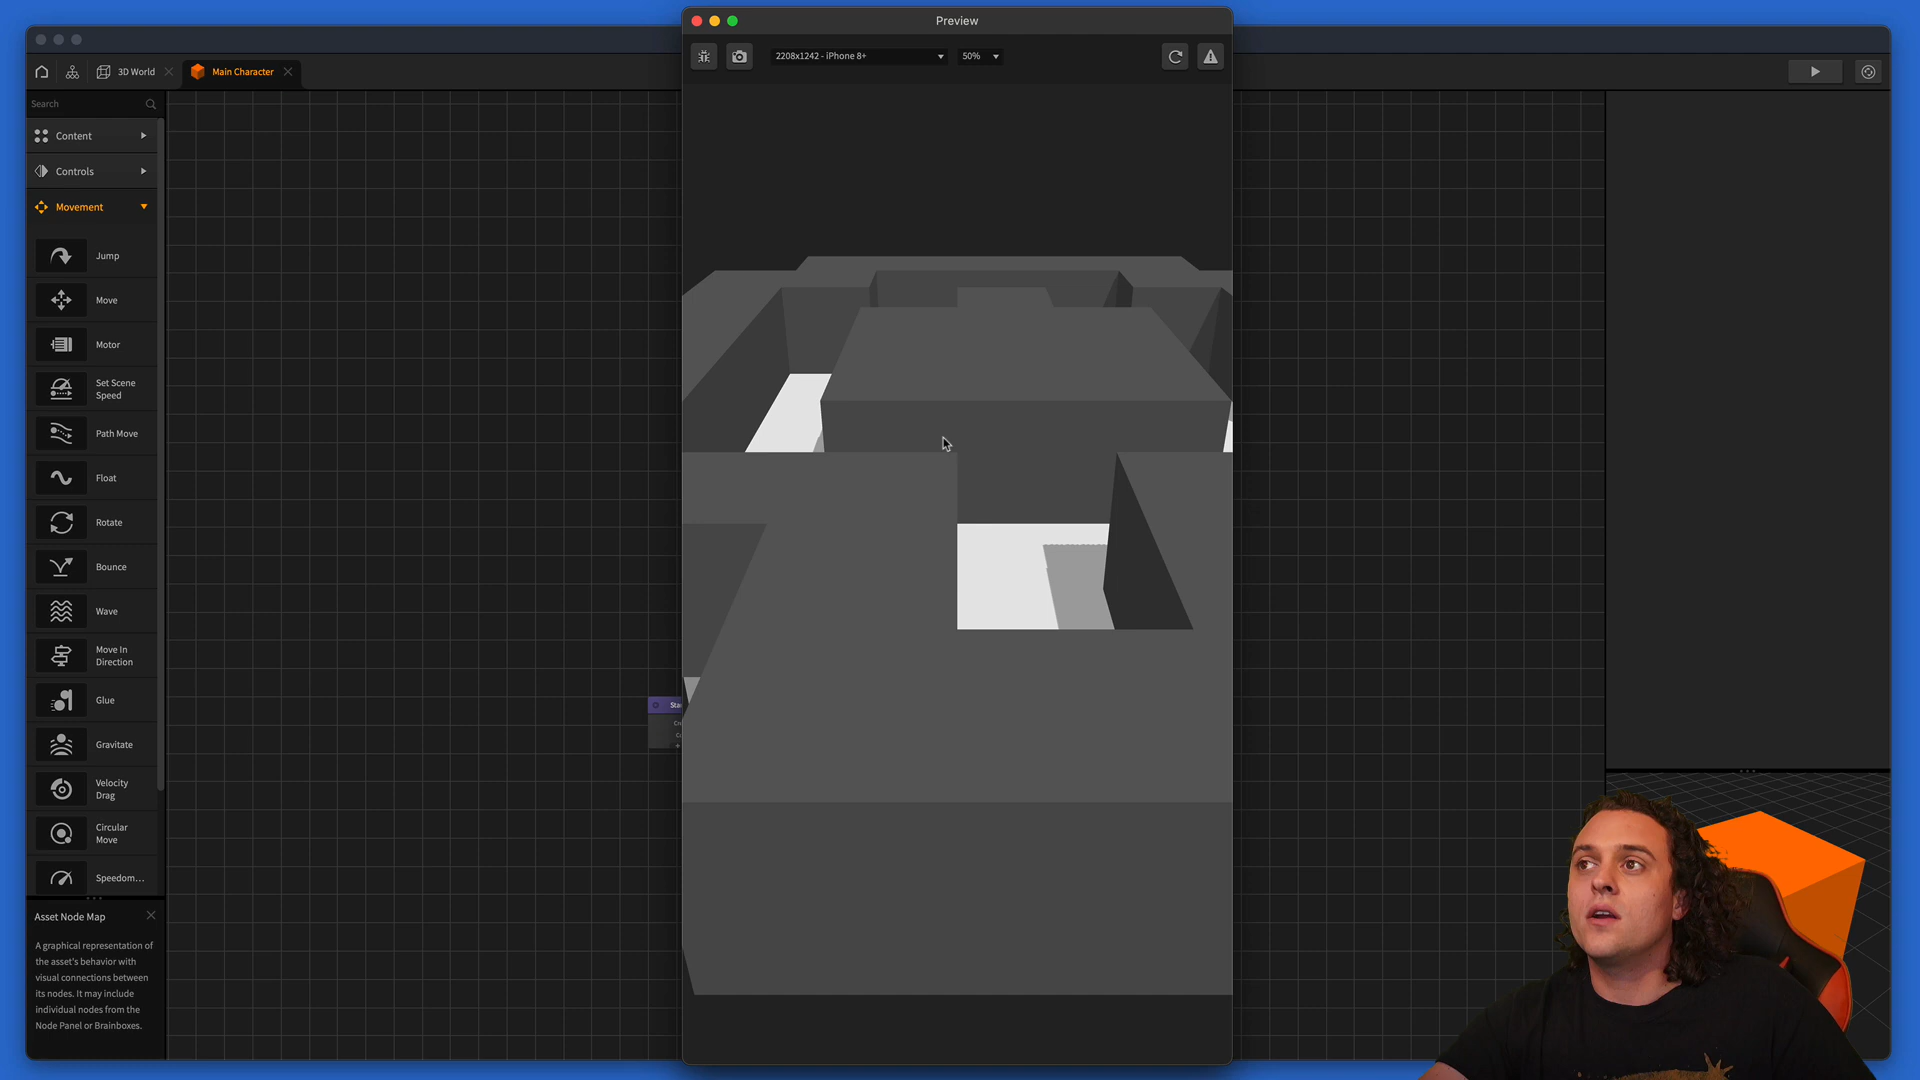 Preview
2208x1242 - iPhone 8+
50%
3D World
Main Character
Search
Content
Controls
Movement
Jump
Move
Motor
Set Scene
Speed
Path Move
Float
Rotate
Bounce
Wave
Move In
Direction
Glue
Gravitate
Velocity
Drag
Circular
Move
Speedom...
Asset Node Map
A graphical representation of
the asset's behavior with
visual connections between
its nodes. It may include
individual nodes from the
Node Panel or Brainboxes.
Sta